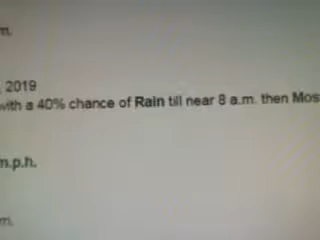 m.
, 2019
with a 40% chance of Rain till near 8 a.m. then Mos
m.p.h.
m.